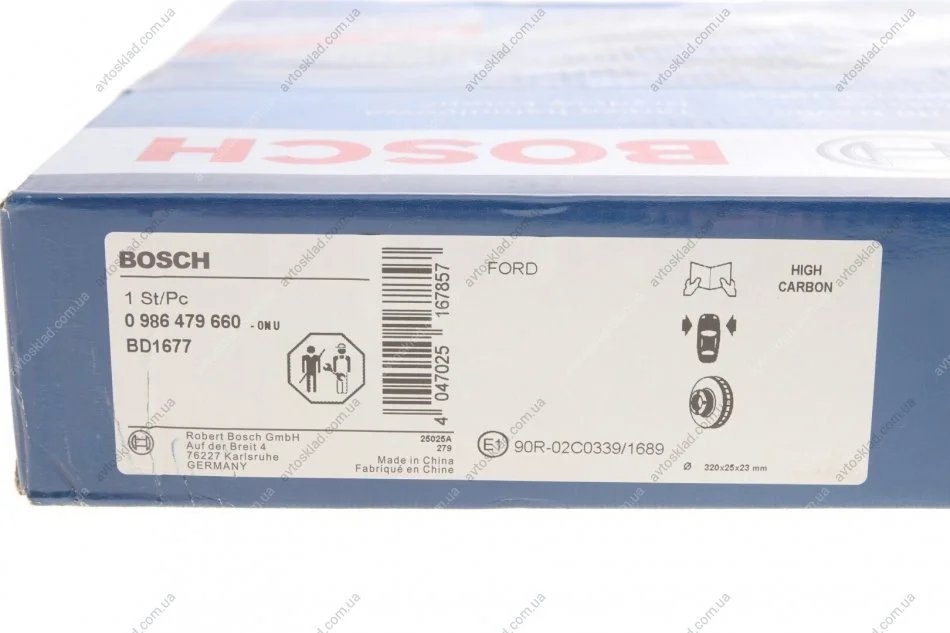 BOSCH
BOSCH
1 St/Pc
0 986 479 660 - 0NU
BD1677
4 047025 167857
FORD
HIGH
CARBON
Robert Bosch GmbH
Auf der Breit 4
76227 Karlsruhe
GERMANY
25025A
279
Made in China
Fabriqué en Chine
E1 90R-02C0339/1689
Ø 320x25x23 mm
avtosklad.com.ua